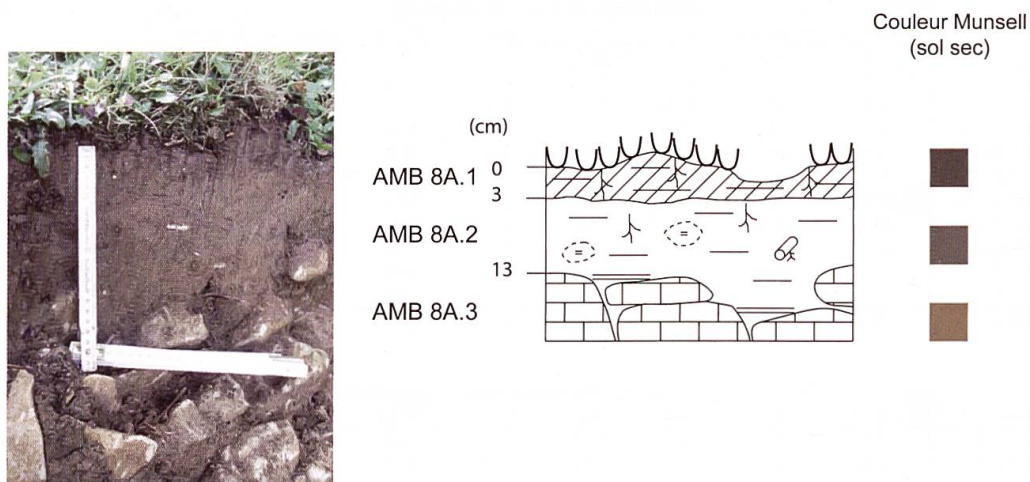 Couleur Munsell
(sol sec)
(cm)
AMB 8A.1
0
3
AMB 8A.2
13
AMB 8A.3